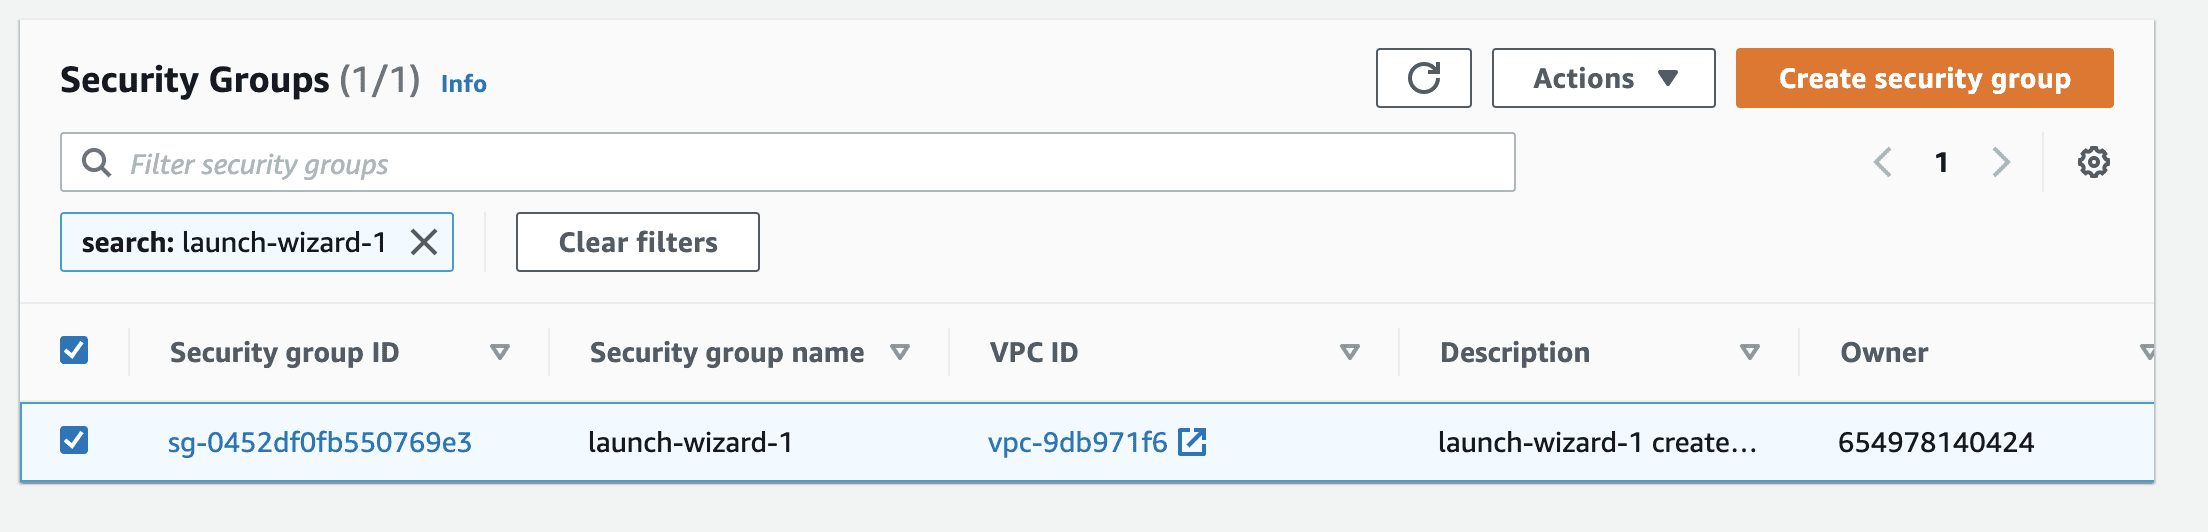 Security Groups (1/1) Info
Actions
Create security group
Filter security groups
1
search: launch-wizard-1
Clear filters
Security group ID
Security group name
VPC ID
Description
Owner
sg-0452df0fb550769e3
launch-wizard-1
vpc-9db971f6
launch-wizard-1 create...
654978140424